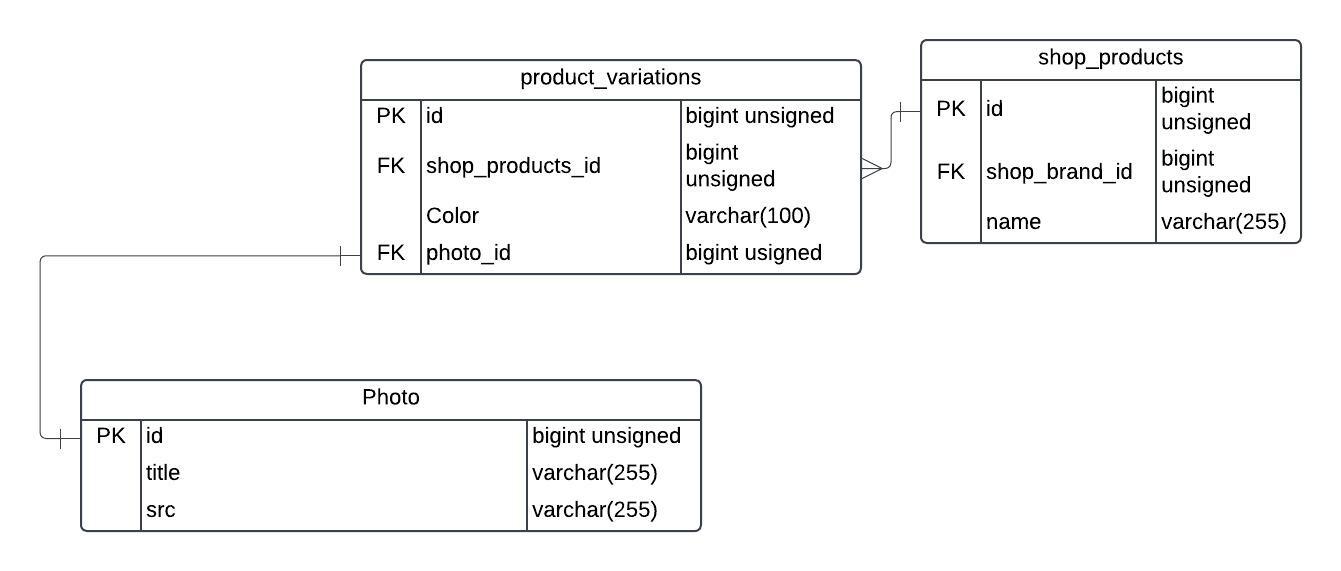 product_variations
PK id bigint unsigned
FK shop_products_id bigint
unsigned
Color varchar(100)
FK photo_id bigint usigned
shop_products
PK id bigint
unsigned
FK shop_brand_id bigint
unsigned
name varchar(255)
Photo
PK id bigint unsigned
title varchar(255)
src varchar(255)